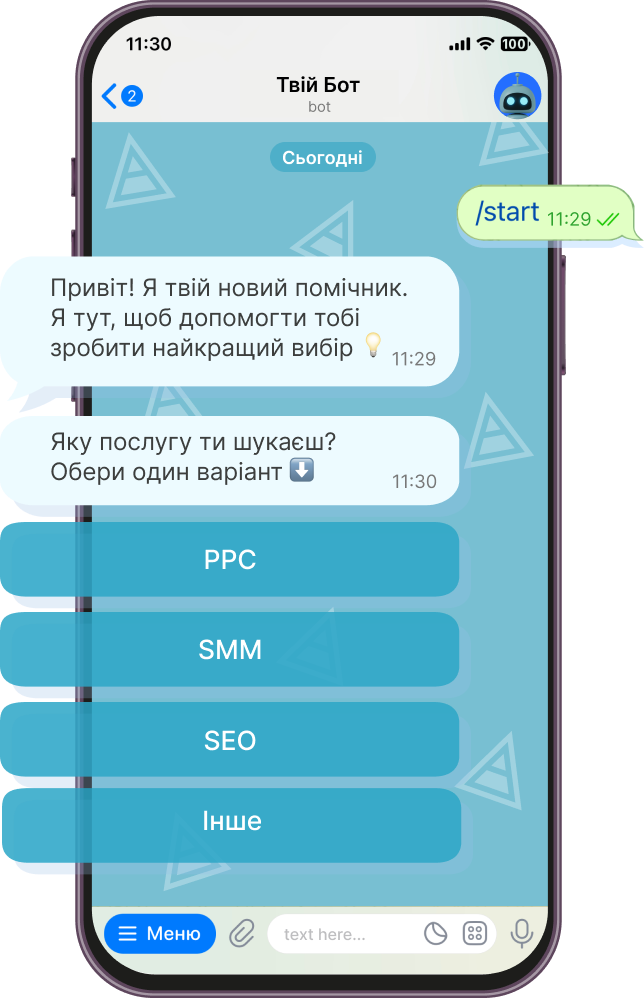 11:30
100
2
Твій Бот
bot
Сьогодні
/start 11:29
Привіт! Я твій новий помічник.
Я тут, щоб допомогти тобі
зробити найкращий вибір 💡 11:29
Яку послугу ти шукаєш?
Обери один варіант ⬇️ 11:30
PPC
SMM
SEO
Інше
Меню
text here...